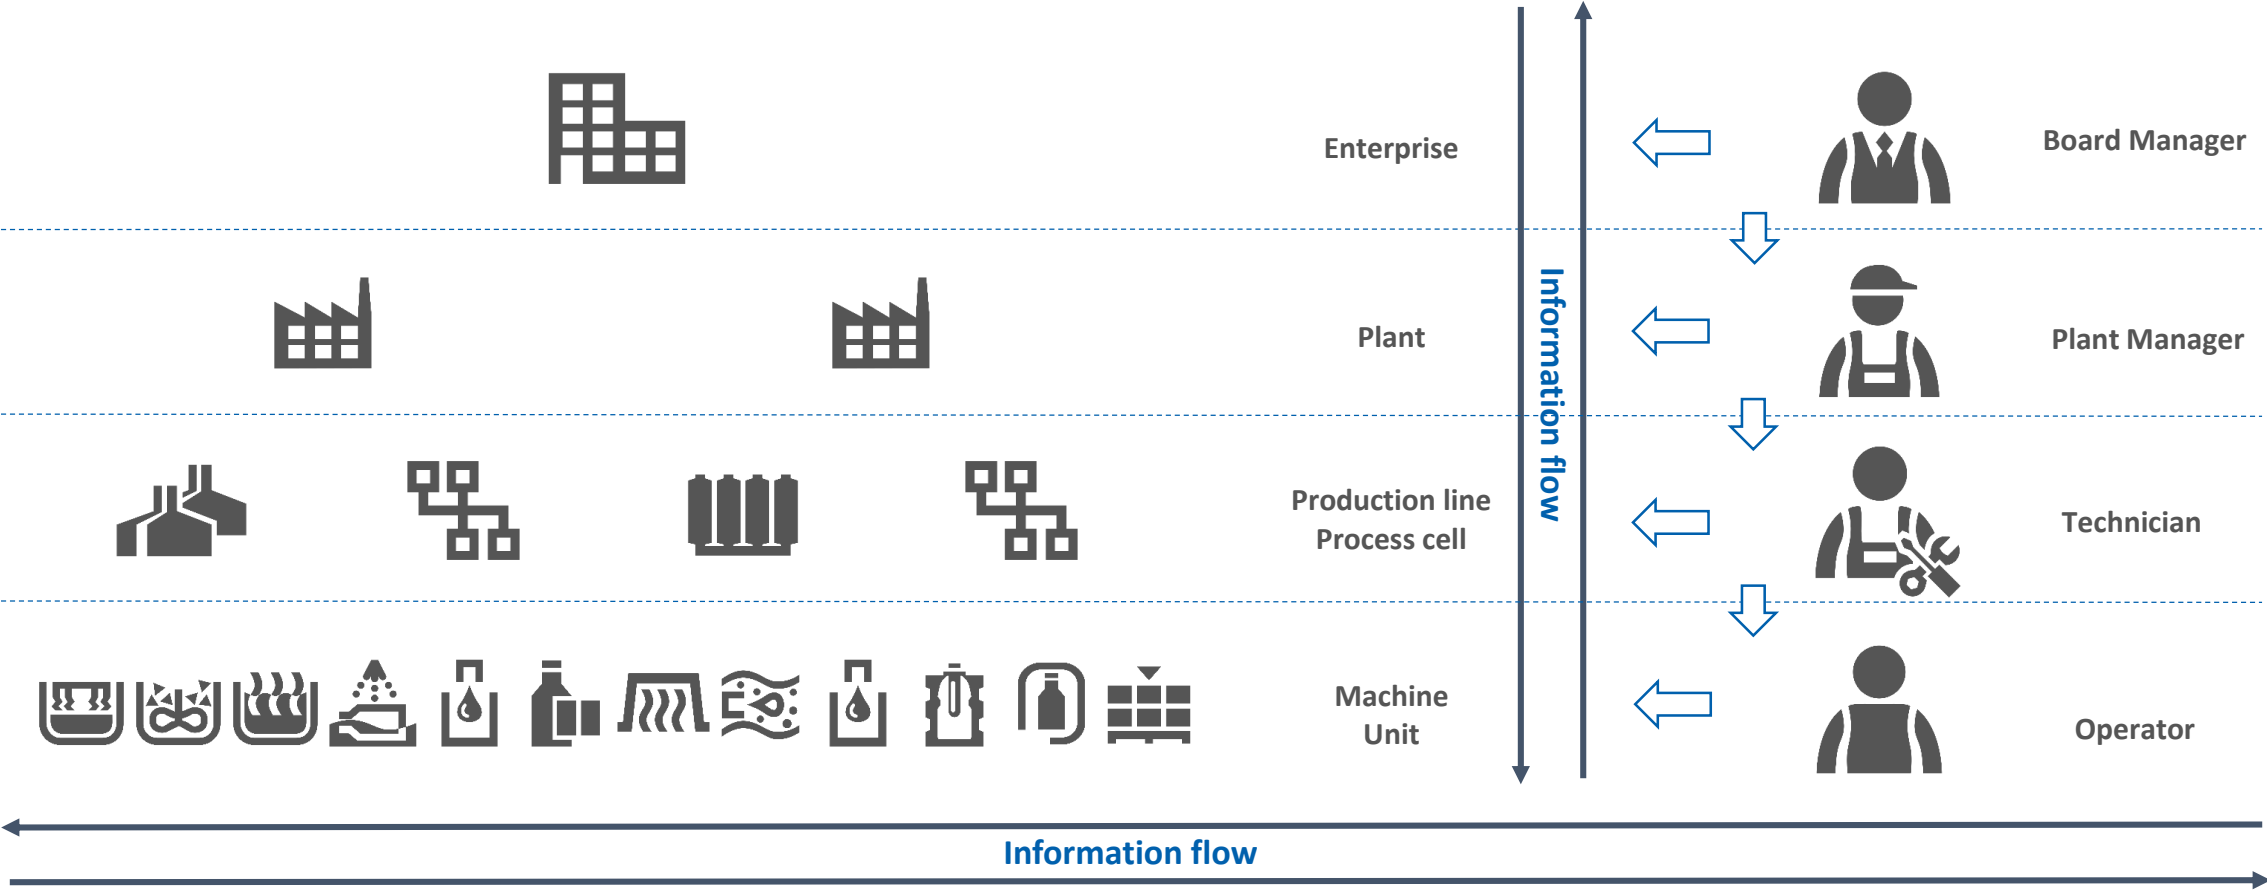 Enterprise
Board Manager
Information flow
Plant
Plant Manager
Production line
Process cell
Technician
Machine
Unit
Operator
Information flow